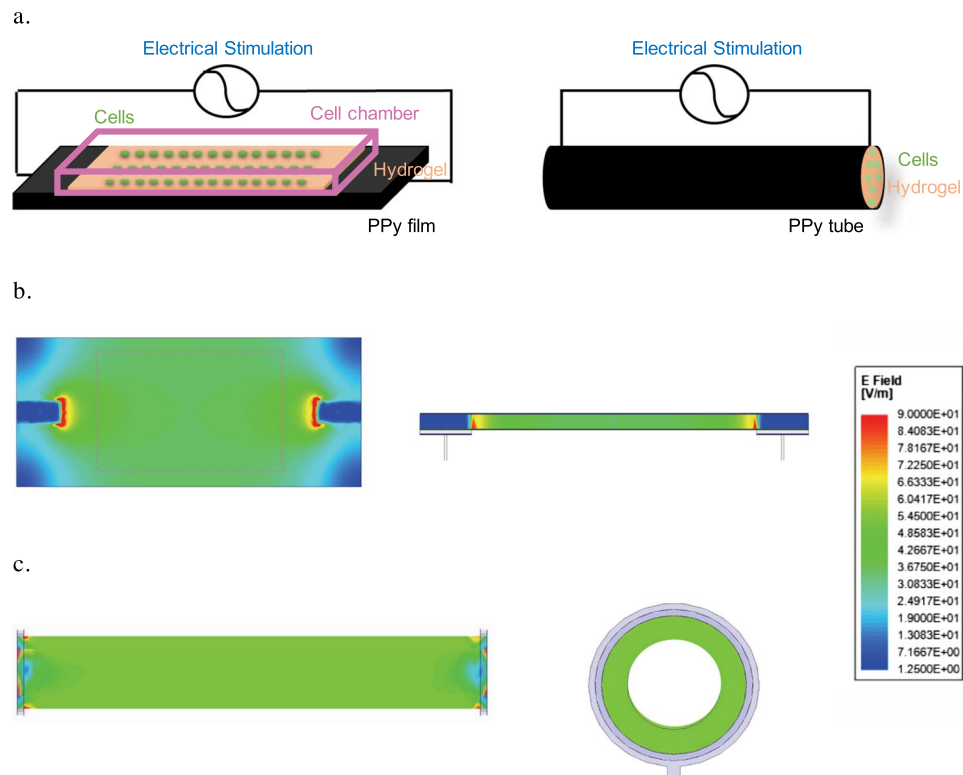 a.
Electrical Stimulation
Cells
Cell chamber
Hydrogel
PPy film
Electrical Stimulation
Cells
Hydrogel
PPy tube
b.
E Field
[V/m]
9.0000E+01
8.4083E+01
7.8167E+01
7.2250E+01
6.6333E+01
6.0417E+01
5.4500E+01
4.8583E+01
4.2667E+01
3.6750E+01
3.0833E+01
2.4917E+01
1.9000E+01
1.3083E+01
7.1667E+00
1.2500E+00
c.